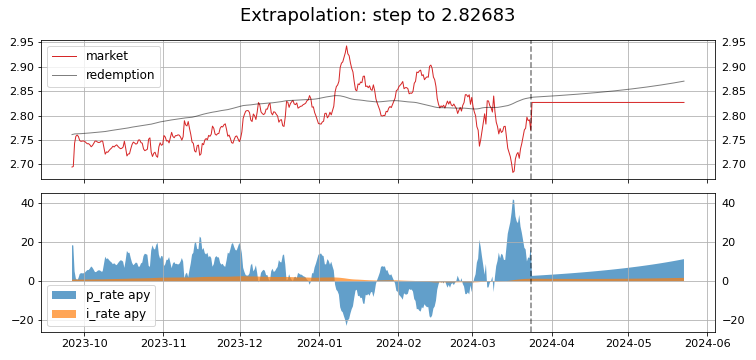 Extrapolation: step to 2.82683
2.95 2.95
2.90 2.90
2.85 2.85
2.80 2.80
2.75 2.75
2.70 2.70
market
redemption
40 40
20 20
0 0
−20 −20
p_rate apy
i_rate apy
2023-10 2023-11 2023-12 2024-01 2024-02 2024-03 2024-04 2024-05 2024-06